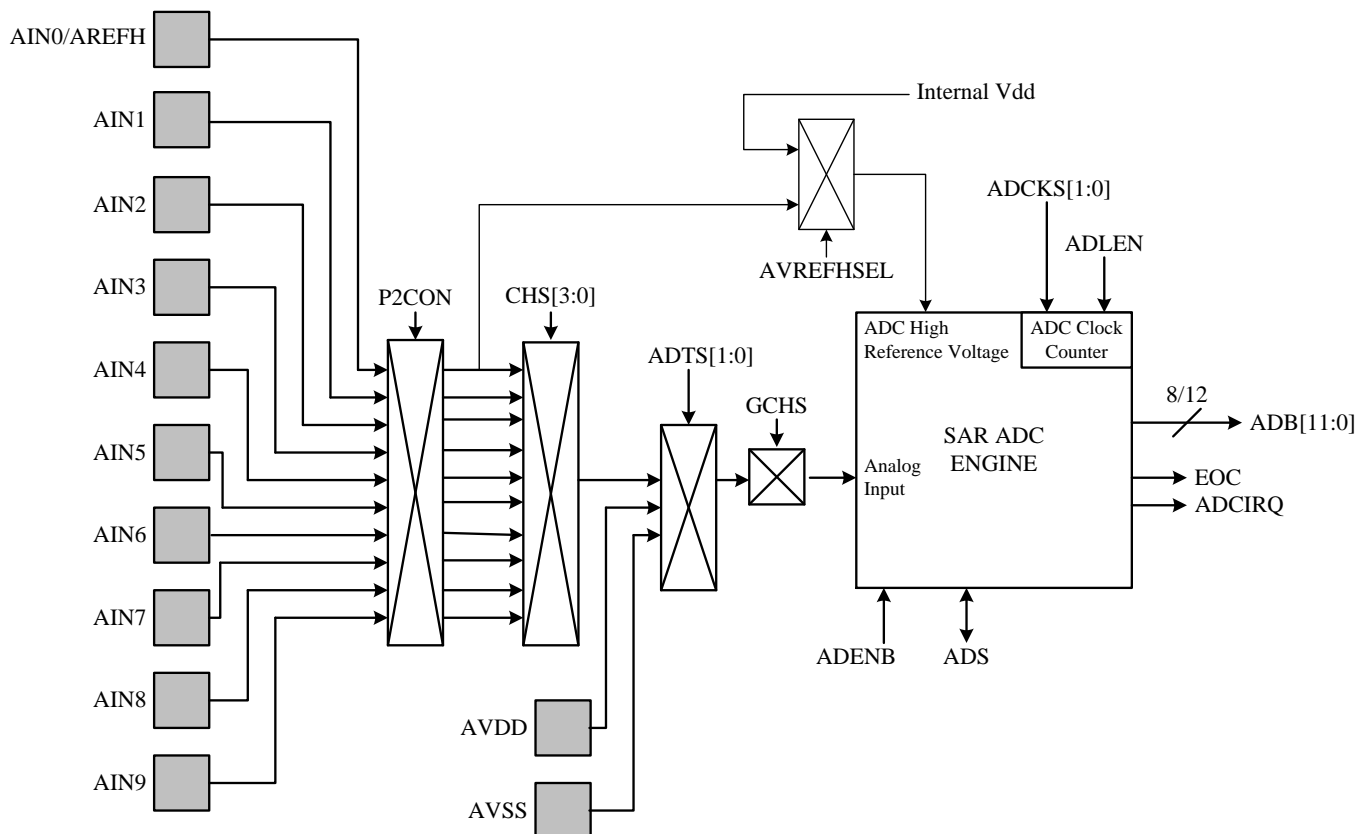 AIN0/AREFH
AIN1
AIN2
AIN3
AIN4
AIN5
AIN6
AIN7
AIN8
AIN9
P2CON
CHS[3:0]
AVDD
AVSS
ADTS[1:0]
GCHS
Internal Vdd
AVREFHSEL
ADCKS[1:0]
ADLEN
ADC High
Reference Voltage
ADC Clock
Counter
SAR ADC
ENGINE
Analog
Input
ADENB
ADS
8/12
ADB[11:0]
EOC
ADCIRQ